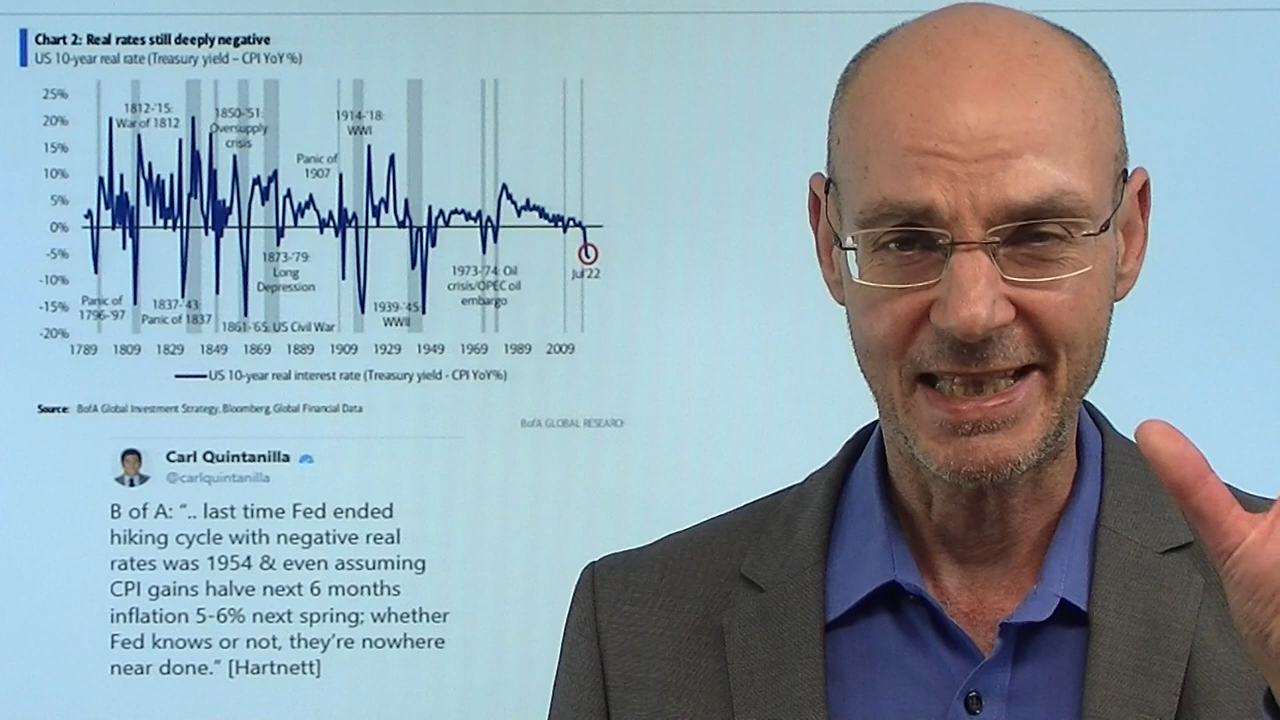 Chart 2: Real rates still deeply negative
US 10-year real rate (Treasury yield – CPI YoY %)
25%
20%
15%
10%
5%
0%
-5%
-10%
-15%
-20%
1812-'15:
War of 1812
1850-'51:
Oversupply
crisis
1914-'18:
WWI
Panic of
1907
1873-'79:
Long
Depression
1973-'74: Oil
crisis/OPEC oil
embargo
Jul'22
Panic of
1796-'97
1837-'43:
Panic of 1837
1861-'65: US Civil War
1939-'45:
WWII
1789 1809 1829 1849 1869 1889 1909 1929 1949 1969 1989 2009
US 10-year real interest rate (Treasury yield - CPI YoY%)
Source: BofA Global Investment Strategy, Bloomberg, Global Financial Data
BofA GLOBAL RESEARCH
Carl Quintanilla
@carlquintanilla
B of A: “.. last time Fed ended
hiking cycle with negative real
rates was 1954 & even assuming
CPI gains halve next 6 months
inflation 5-6% next spring; whether
Fed knows or not, they’re nowhere
near done.” [Hartnett]